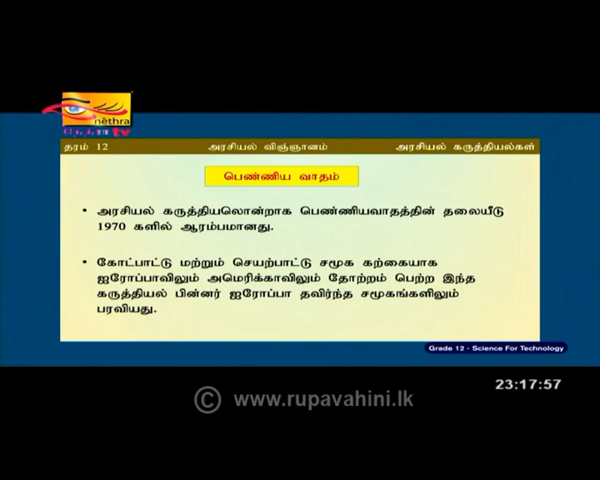 nēthra
நேத்ரா tv
தரம் 12 அரசியல் விஞ்ஞானம் அரசியல் கருத்தியல்கள்
பெண்ணிய வாதம்
• அரசியல் கருத்தியலொன்றாக பெண்ணியவாதத்தின் தலையீடு
1970 களில் ஆரம்பமானது.
• கோட்பாட்டு மற்றும் செயற்பாட்டு சமூக கற்கையாக
ஐரோப்பாவிலும் அமெரிக்காவிலும் தோற்றம் பெற்ற இந்த
கருத்தியல் பின்னர் ஐரோப்பா தவிர்ந்த சமூகங்களிலும்
பரவியது.
Grade 12 - Science For Technology
23:17:57
© www.rupavahini.lk